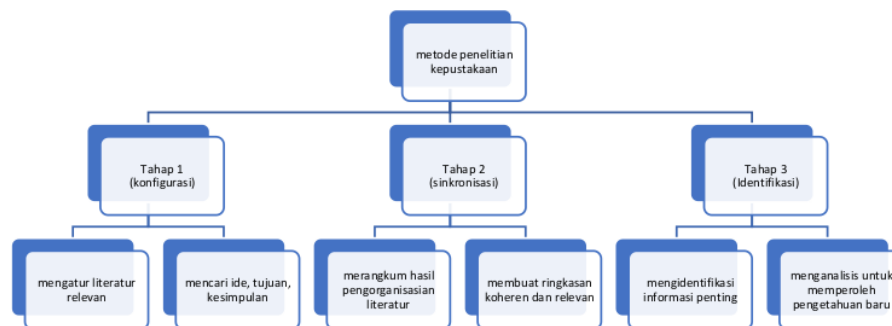 metode penelitian
kepustakaan
Tahap 1
(konfigurasi)
Tahap 2
(sinkronisasi)
Tahap 3
(Identifikasi)
mengatur literatur
relevan
mencari ide, tujuan,
kesimpulan
merangkum hasil
pengorganisasian
literatur
membuat ringkasan
koheren dan relevan
mengidentifikasi
informasi penting
menganalisis untuk
memperoleh
pengetahuan baru